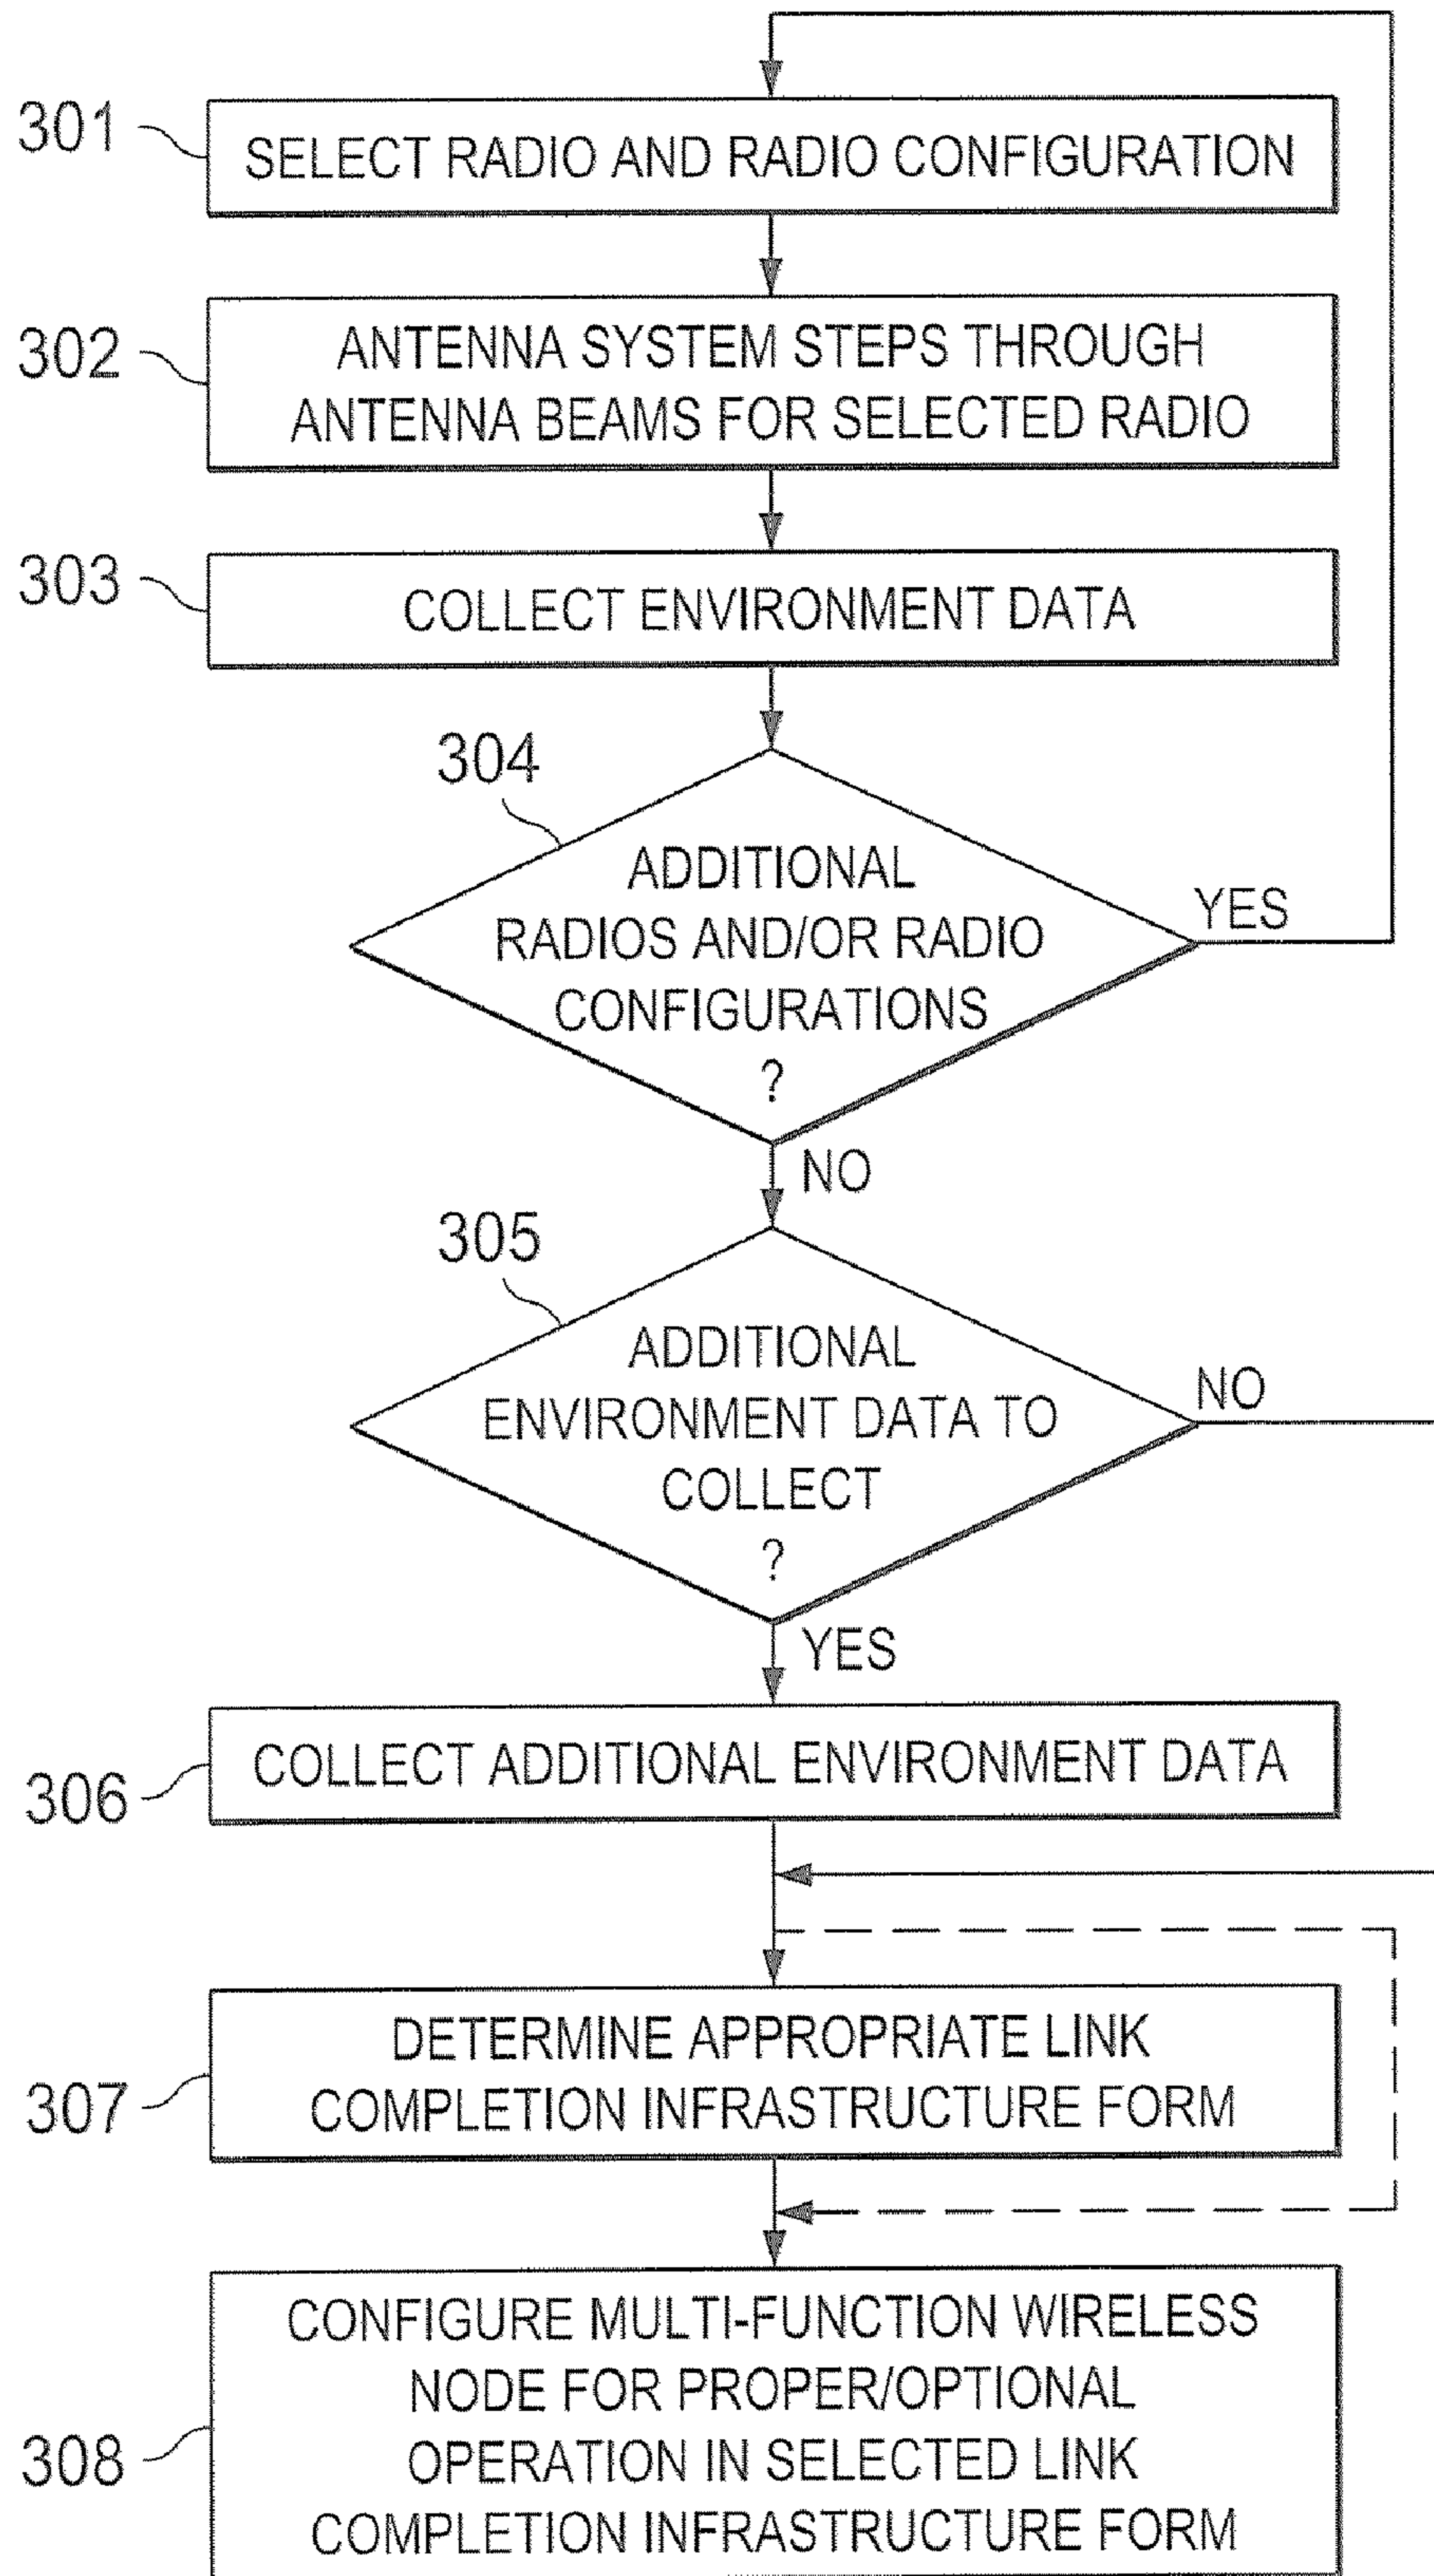 301
SELECT RADIO AND RADIO CONFIGURATION
302
ANTENNA SYSTEM STEPS THROUGH
ANTENNA BEAMS FOR SELECTED RADIO
303
COLLECT ENVIRONMENT DATA
304
ADDITIONAL
RADIOS AND/OR RADIO
CONFIGURATIONS
?
YES
NO
305
ADDITIONAL
ENVIRONMENT DATA TO
COLLECT
?
NO
YES
306
COLLECT ADDITIONAL ENVIRONMENT DATA
307
DETERMINE APPROPRIATE LINK
COMPLETION INFRASTRUCTURE FORM
308
CONFIGURE MULTI-FUNCTION WIRELESS
NODE FOR PROPER/OPTIONAL
OPERATION IN SELECTED LINK
COMPLETION INFRASTRUCTURE FORM